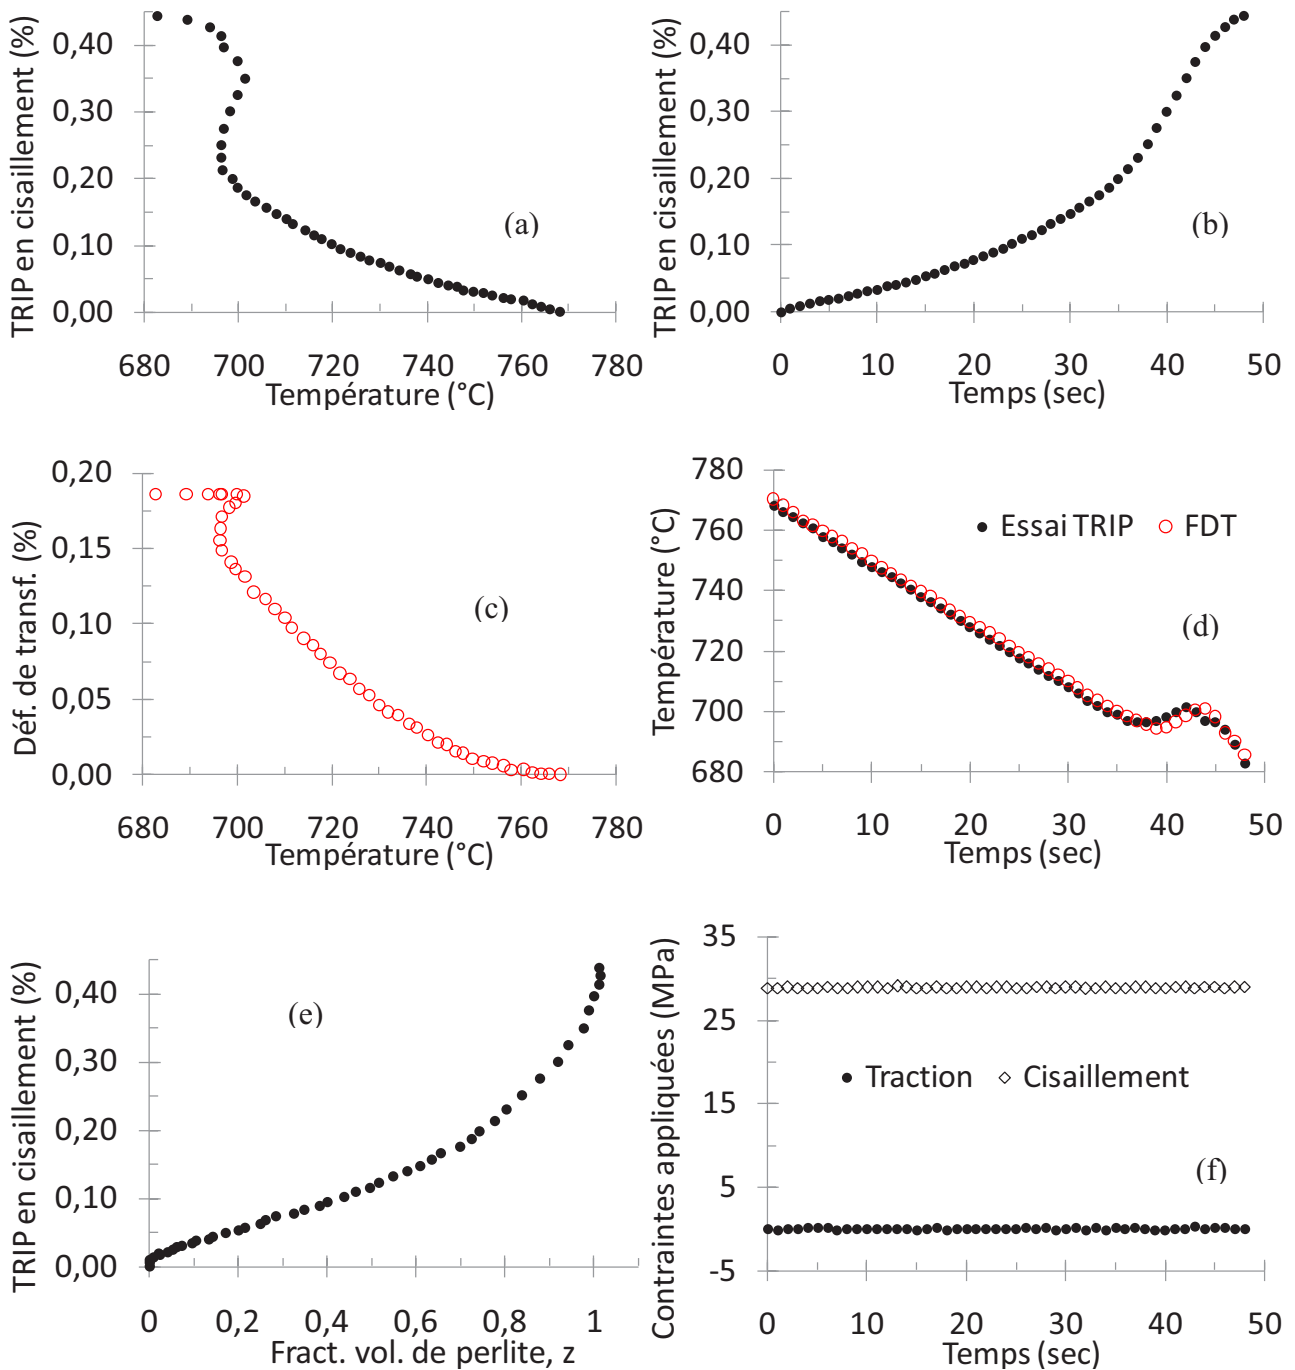 TRIP en cisaillement (%)
0,40
0,30
0,20
0,10
0,00
(a)
680 700 720 740 760 780
Température (°C)
TRIP en cisaillement (%)
0,40
0,30
0,20
0,10
0,00
(b)
0 10 20 30 40 50
Temps (sec)
Déf. de transf. (%)
0,20
0,15
0,10
0,05
0,00
(c)
680 700 720 740 760 780
Température (°C)
Température (°C)
780
760
740
720
700
680
Essai TRIP FDT
(d)
0 10 20 30 40 50
Temps (sec)
TRIP en cisaillement (%)
0,40
0,30
0,20
0,10
0,00
(e)
0 0,2 0,4 0,6 0,8 1
Fract. vol. de perlite, z
Contraintes appliquées (MPa)
35
25
15
5
-5
Traction Cisaillement
(f)
0 10 20 30 40 50
Temps (sec)